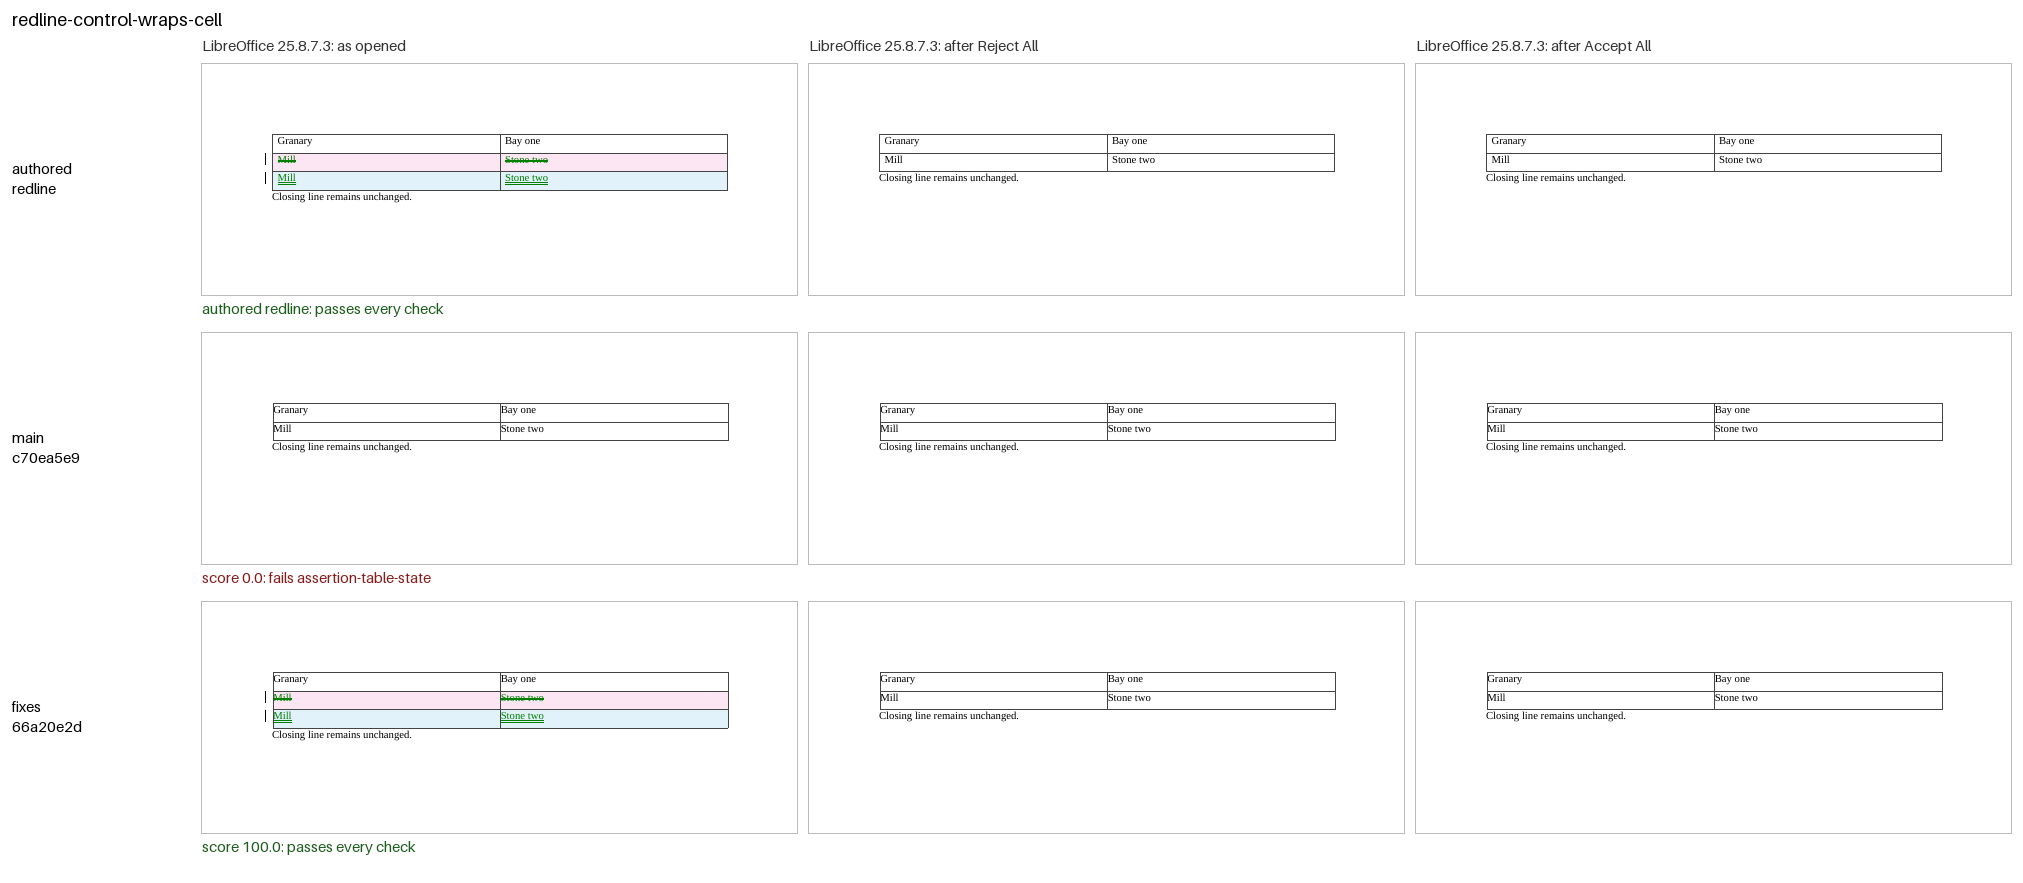 redline-control-wraps-cell
LibreOffice 25.8.7.3: as opened
LibreOffice 25.8.7.3: after Reject All
LibreOffice 25.8.7.3: after Accept All
authored
redline
Granary Bay one
Mill Stone two
Mill Stone two
Closing line remains unchanged.
Granary Bay one
Mill Stone two
Closing line remains unchanged.
Granary Bay one
Mill Stone two
Closing line remains unchanged.
authored redline: passes every check
main
c70ea5e9
Granary Bay one
Mill Stone two
Closing line remains unchanged.
Granary Bay one
Mill Stone two
Closing line remains unchanged.
Granary Bay one
Mill Stone two
Closing line remains unchanged.
score 0.0: fails assertion-table-state
fixes
66a20e2d
Granary Bay one
Mill Stone two
Mill Stone two
Closing line remains unchanged.
Granary Bay one
Mill Stone two
Closing line remains unchanged.
Granary Bay one
Mill Stone two
Closing line remains unchanged.
score 100.0: passes every check